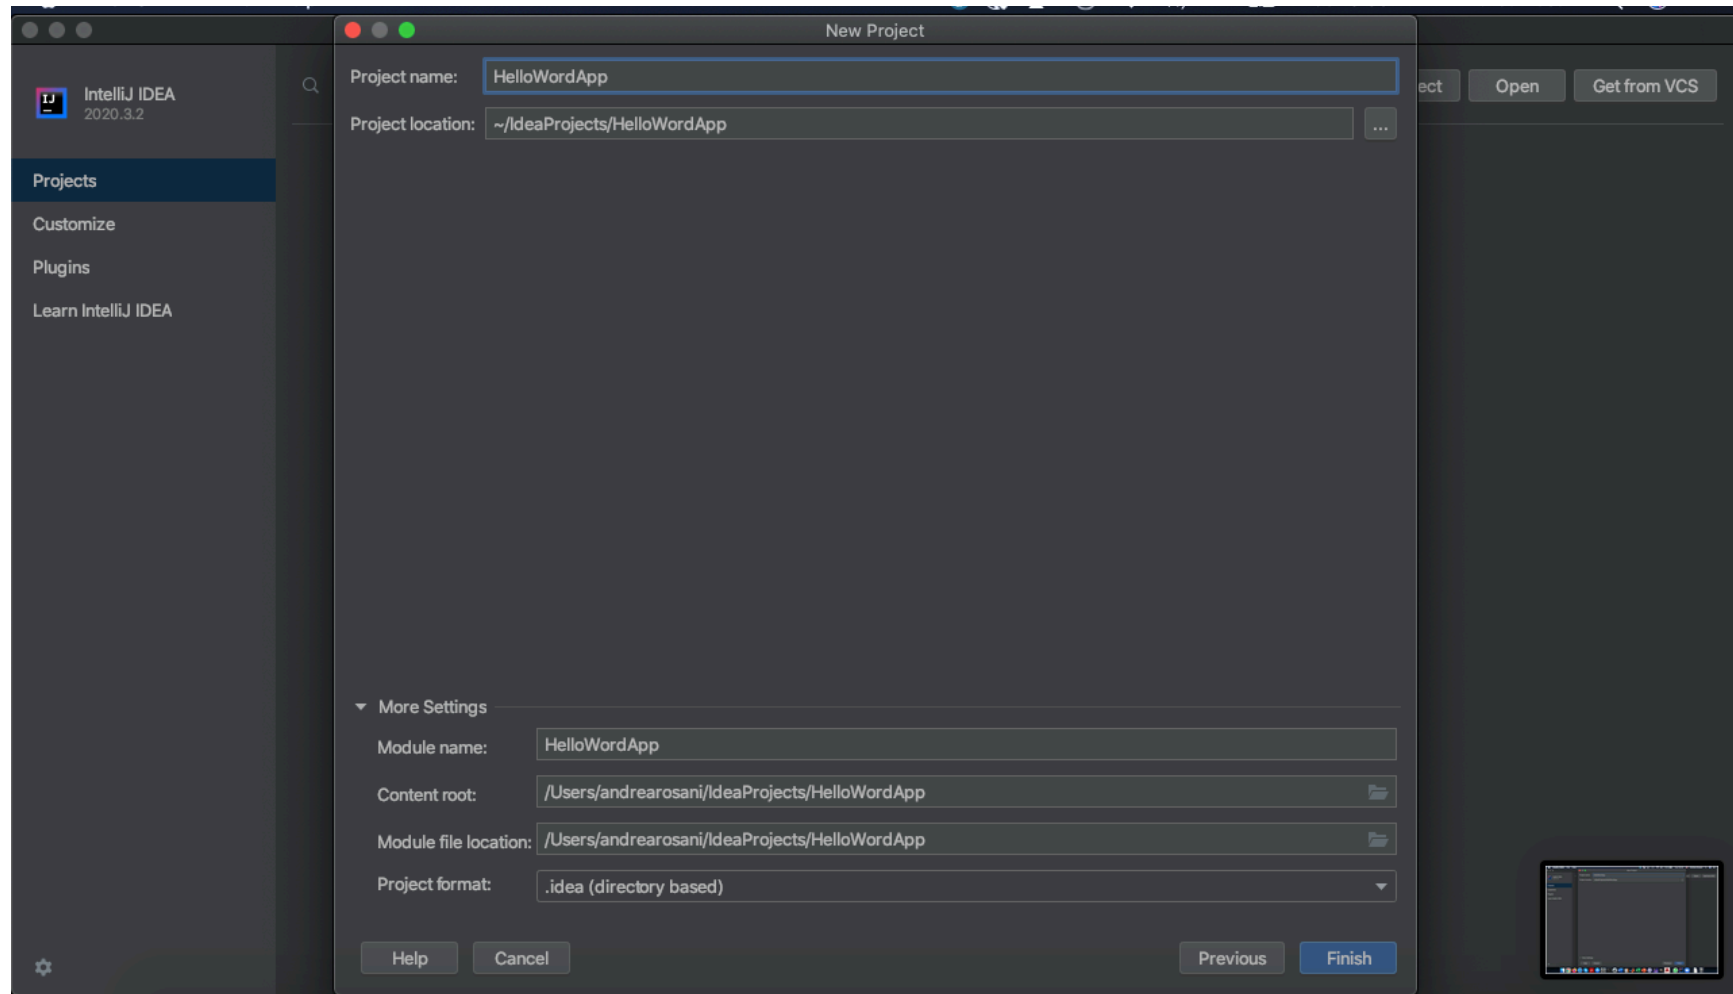 New Project
IntelliJ IDEA
2020.3.2
Projects
Customize
Plugins
Learn IntelliJ IDEA
Project name: HelloWordApp
Project location: ~/IdeaProjects/HelloWordApp ...
ect Open Get from VCS
More Settings
Module name: HelloWordApp
Content root: /Users/andrearosani/IdeaProjects/HelloWordApp
Module file location: /Users/andrearosani/IdeaProjects/HelloWordApp
Project format: .idea (directory based)
Help Cancel Previous Finish